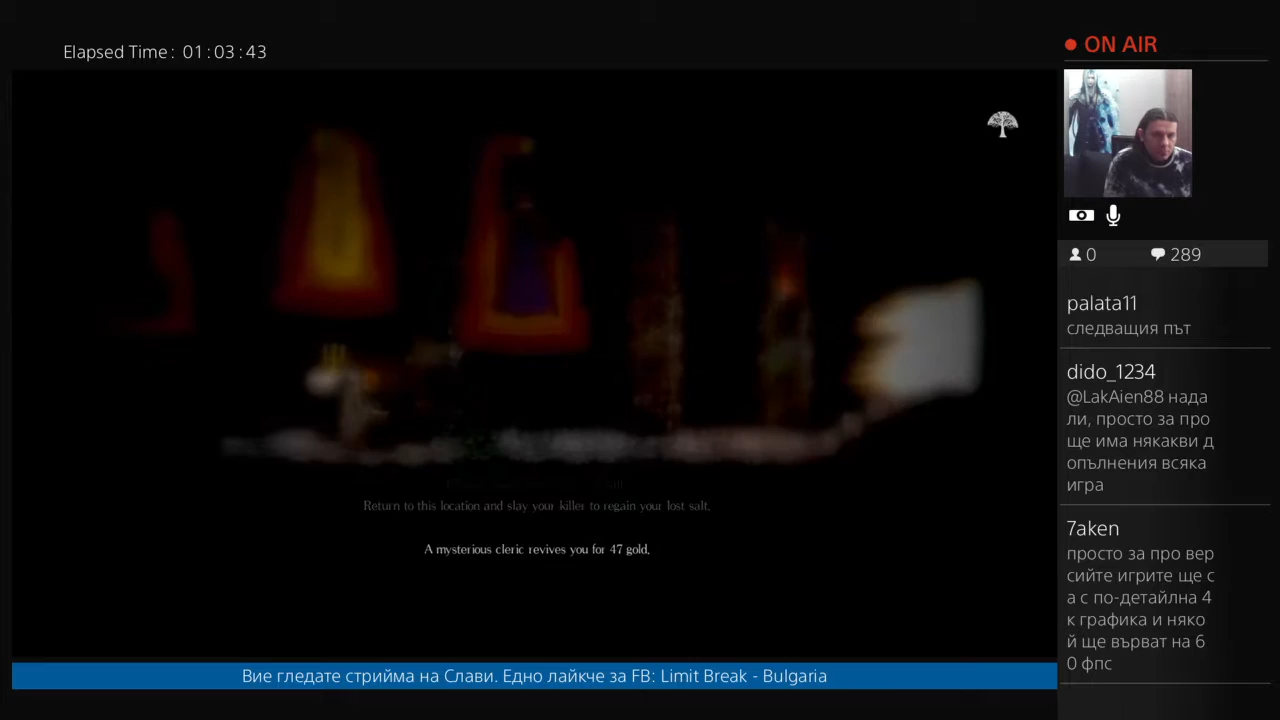 Elapsed Time: 01:03:43
ON AIR
0
289
palata11
следващия път
dido_1234
@LakAien88 нада
ли, просто за про
ще има някакви д
опълнения всяка
игра
7aken
просто за про вер
сийте игрите ще с
а с по-детайлна 4
к графика и няко
й ще вървят на 6
0 фпс
Return to this location and slay your killer to regain your lost salt.
A mysterious cleric revives you for 47 gold.
Вие гледате стрийма на Слави. Едно лайкче за FB: Limit Break - Bulgaria